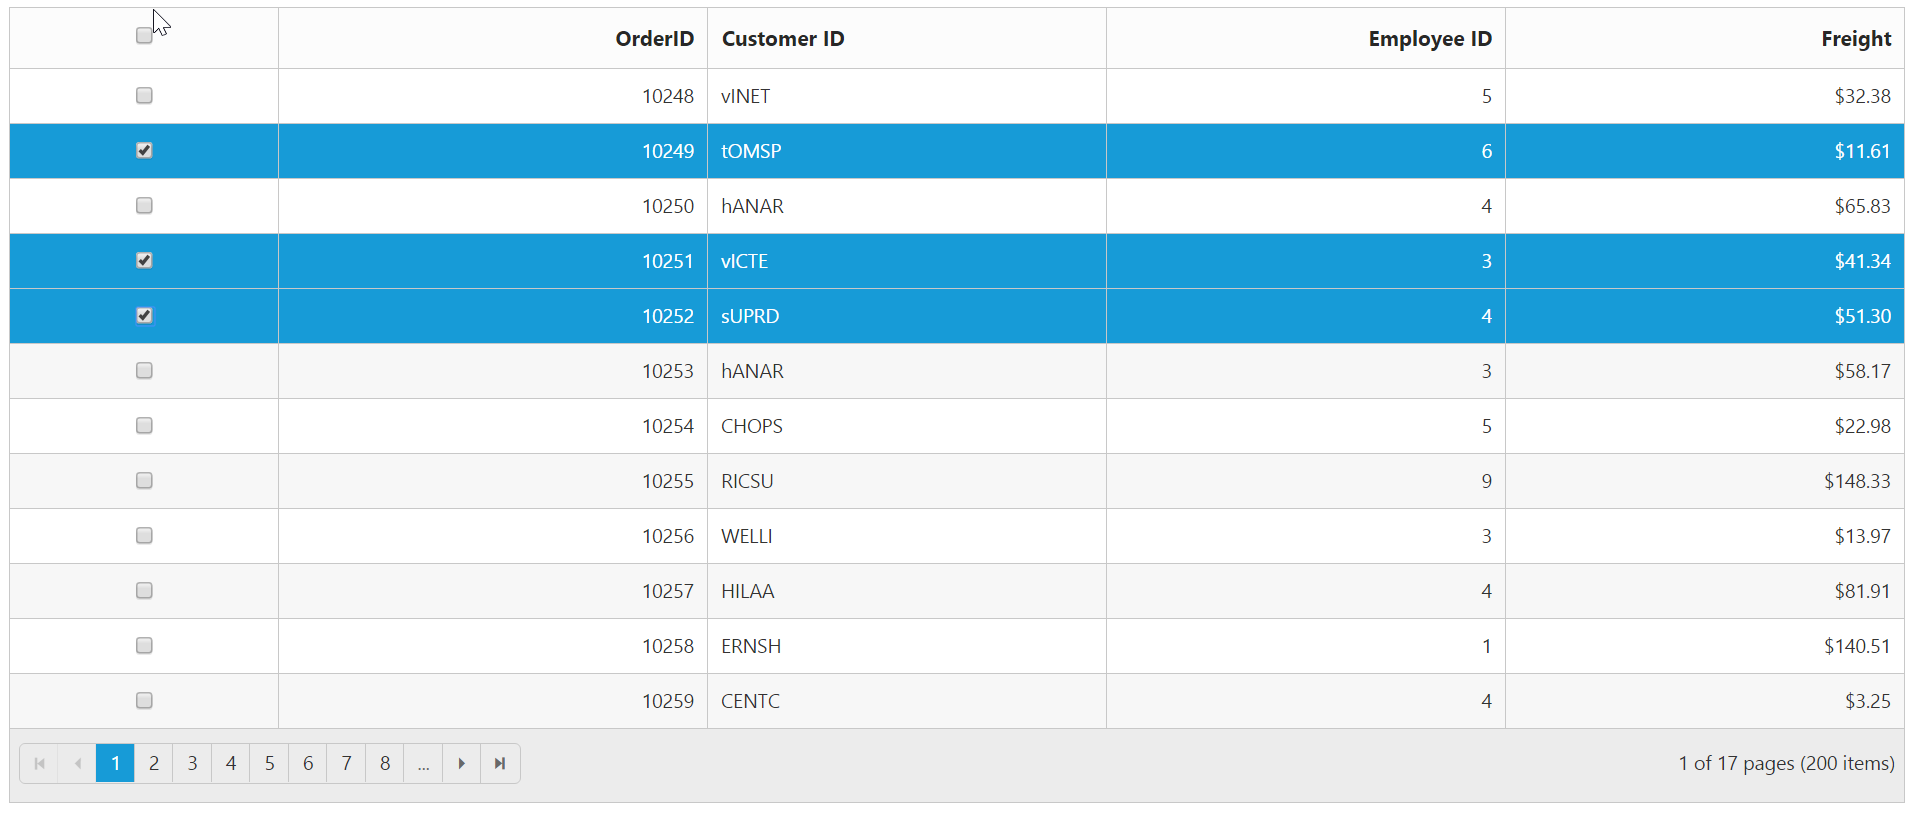 OrderID Customer ID Employee ID Freight
10248 vINET 5 $32.38
10249 tOMSP 6 $11.61
10250 hANAR 4 $65.83
10251 vICTE 3 $41.34
10252 sUPRD 4 $51.30
10253 hANAR 3 $58.17
10254 CHOPS 5 $22.98
10255 RICSU 9 $148.33
10256 WELLI 3 $13.97
10257 HILAA 4 $81.91
10258 ERNSH 1 $140.51
10259 CENTC 4 $3.25
1 2 3 4 5 6 7 8 ... 1 of 17 pages (200 items)